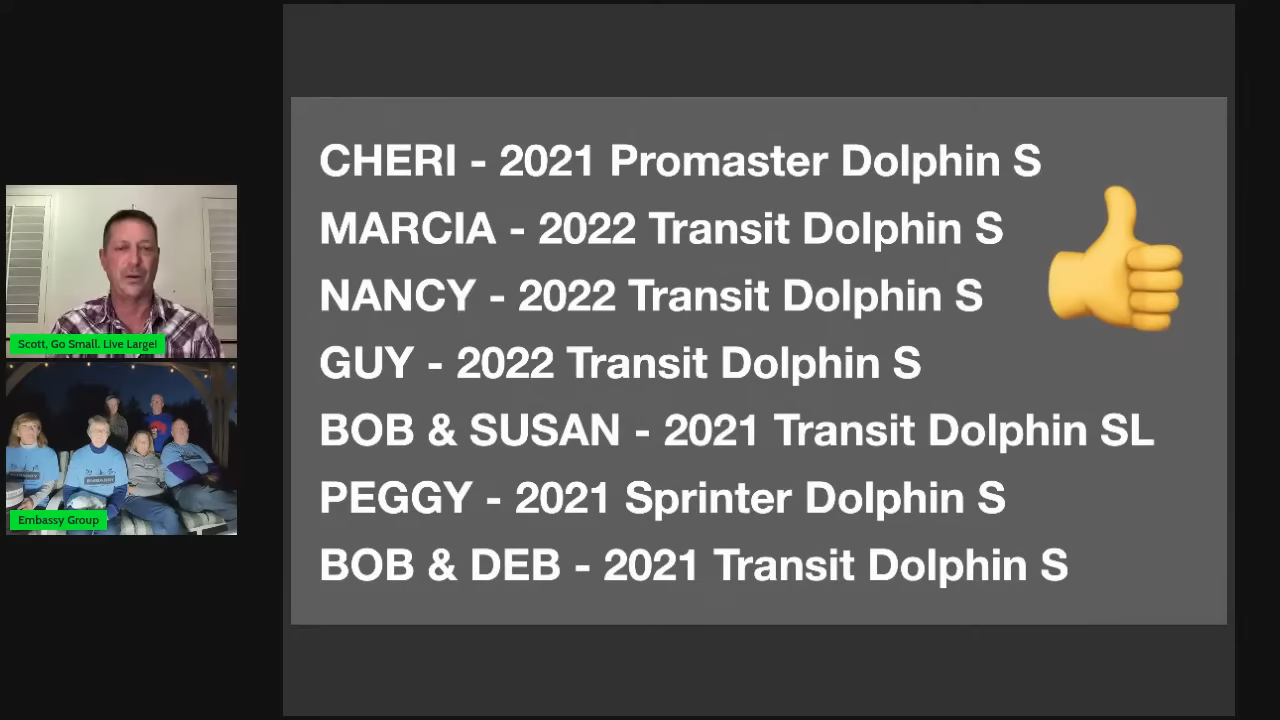 CHERI - 2021 Promaster Dolphin S
MARCIA - 2022 Transit Dolphin S
NANCY - 2022 Transit Dolphin S
GUY - 2022 Transit Dolphin S
BOB & SUSAN - 2021 Transit Dolphin SL
PEGGY - 2021 Sprinter Dolphin S
BOB & DEB - 2021 Transit Dolphin S
Scott, Go Small. Live Large!
Embassy Group